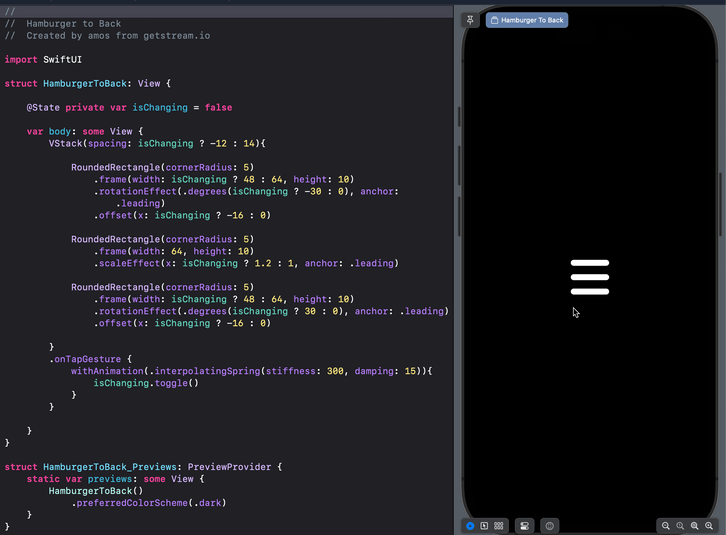 //
//  Hamburger to Back
//  Created by amos from getstream.io
import SwiftUI
struct HamburgerToBack: View {
@State private var isChanging = false
var body: some View {
VStack(spacing: isChanging ? -12 : 14){
RoundedRectangle(cornerRadius: 5)
.frame(width: isChanging ? 48 : 64, height: 10)
.rotationEffect(.degrees(isChanging ? -30 : 0), anchor:
.leading)
.offset(x: isChanging ? -16 : 0)
RoundedRectangle(cornerRadius: 5)
.frame(width: 64, height: 10)
.scaleEffect(x: isChanging ? 1.2 : 1, anchor: .leading)
RoundedRectangle(cornerRadius: 5)
.frame(width: isChanging ? 48 : 64, height: 10)
.rotationEffect(.degrees(isChanging ? 30 : 0), anchor: .leading)
.offset(x: isChanging ? -16 : 0)
}
.onTapGesture {
withAnimation(.interpolatingSpring(stiffness: 300, damping: 15)){
isChanging.toggle()
}
}
}
}
struct HamburgerToBack_Previews: PreviewProvider {
static var previews: some View {
HamburgerToBack()
.preferredColorScheme(.dark)
}
}
Hamburger To Back